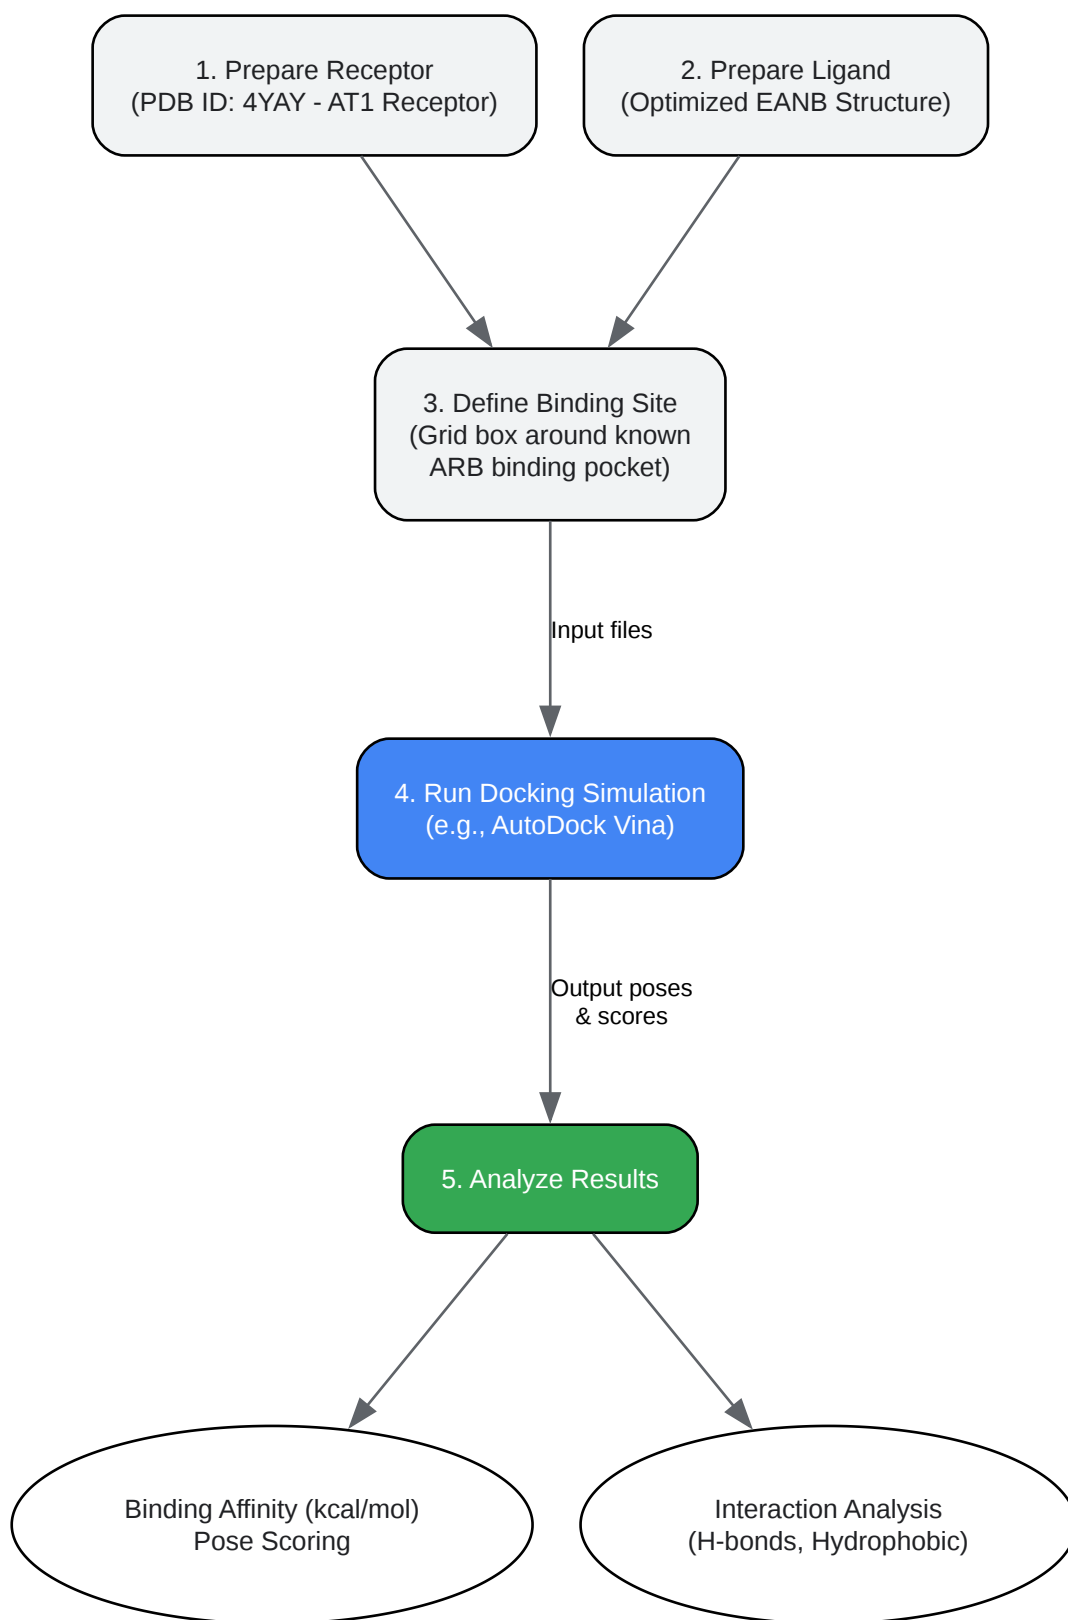 1. Prepare Receptor
(PDB ID: 4YAY - AT1 Receptor)
2. Prepare Ligand
(Optimized EANB Structure)
3. Define Binding Site
(Grid box around known
ARB binding pocket)
Input files
4. Run Docking Simulation
(e.g., AutoDock Vina)
Output poses
& scores
5. Analyze Results
Binding Affinity (kcal/mol)
Pose Scoring
Interaction Analysis
(H-bonds, Hydrophobic)